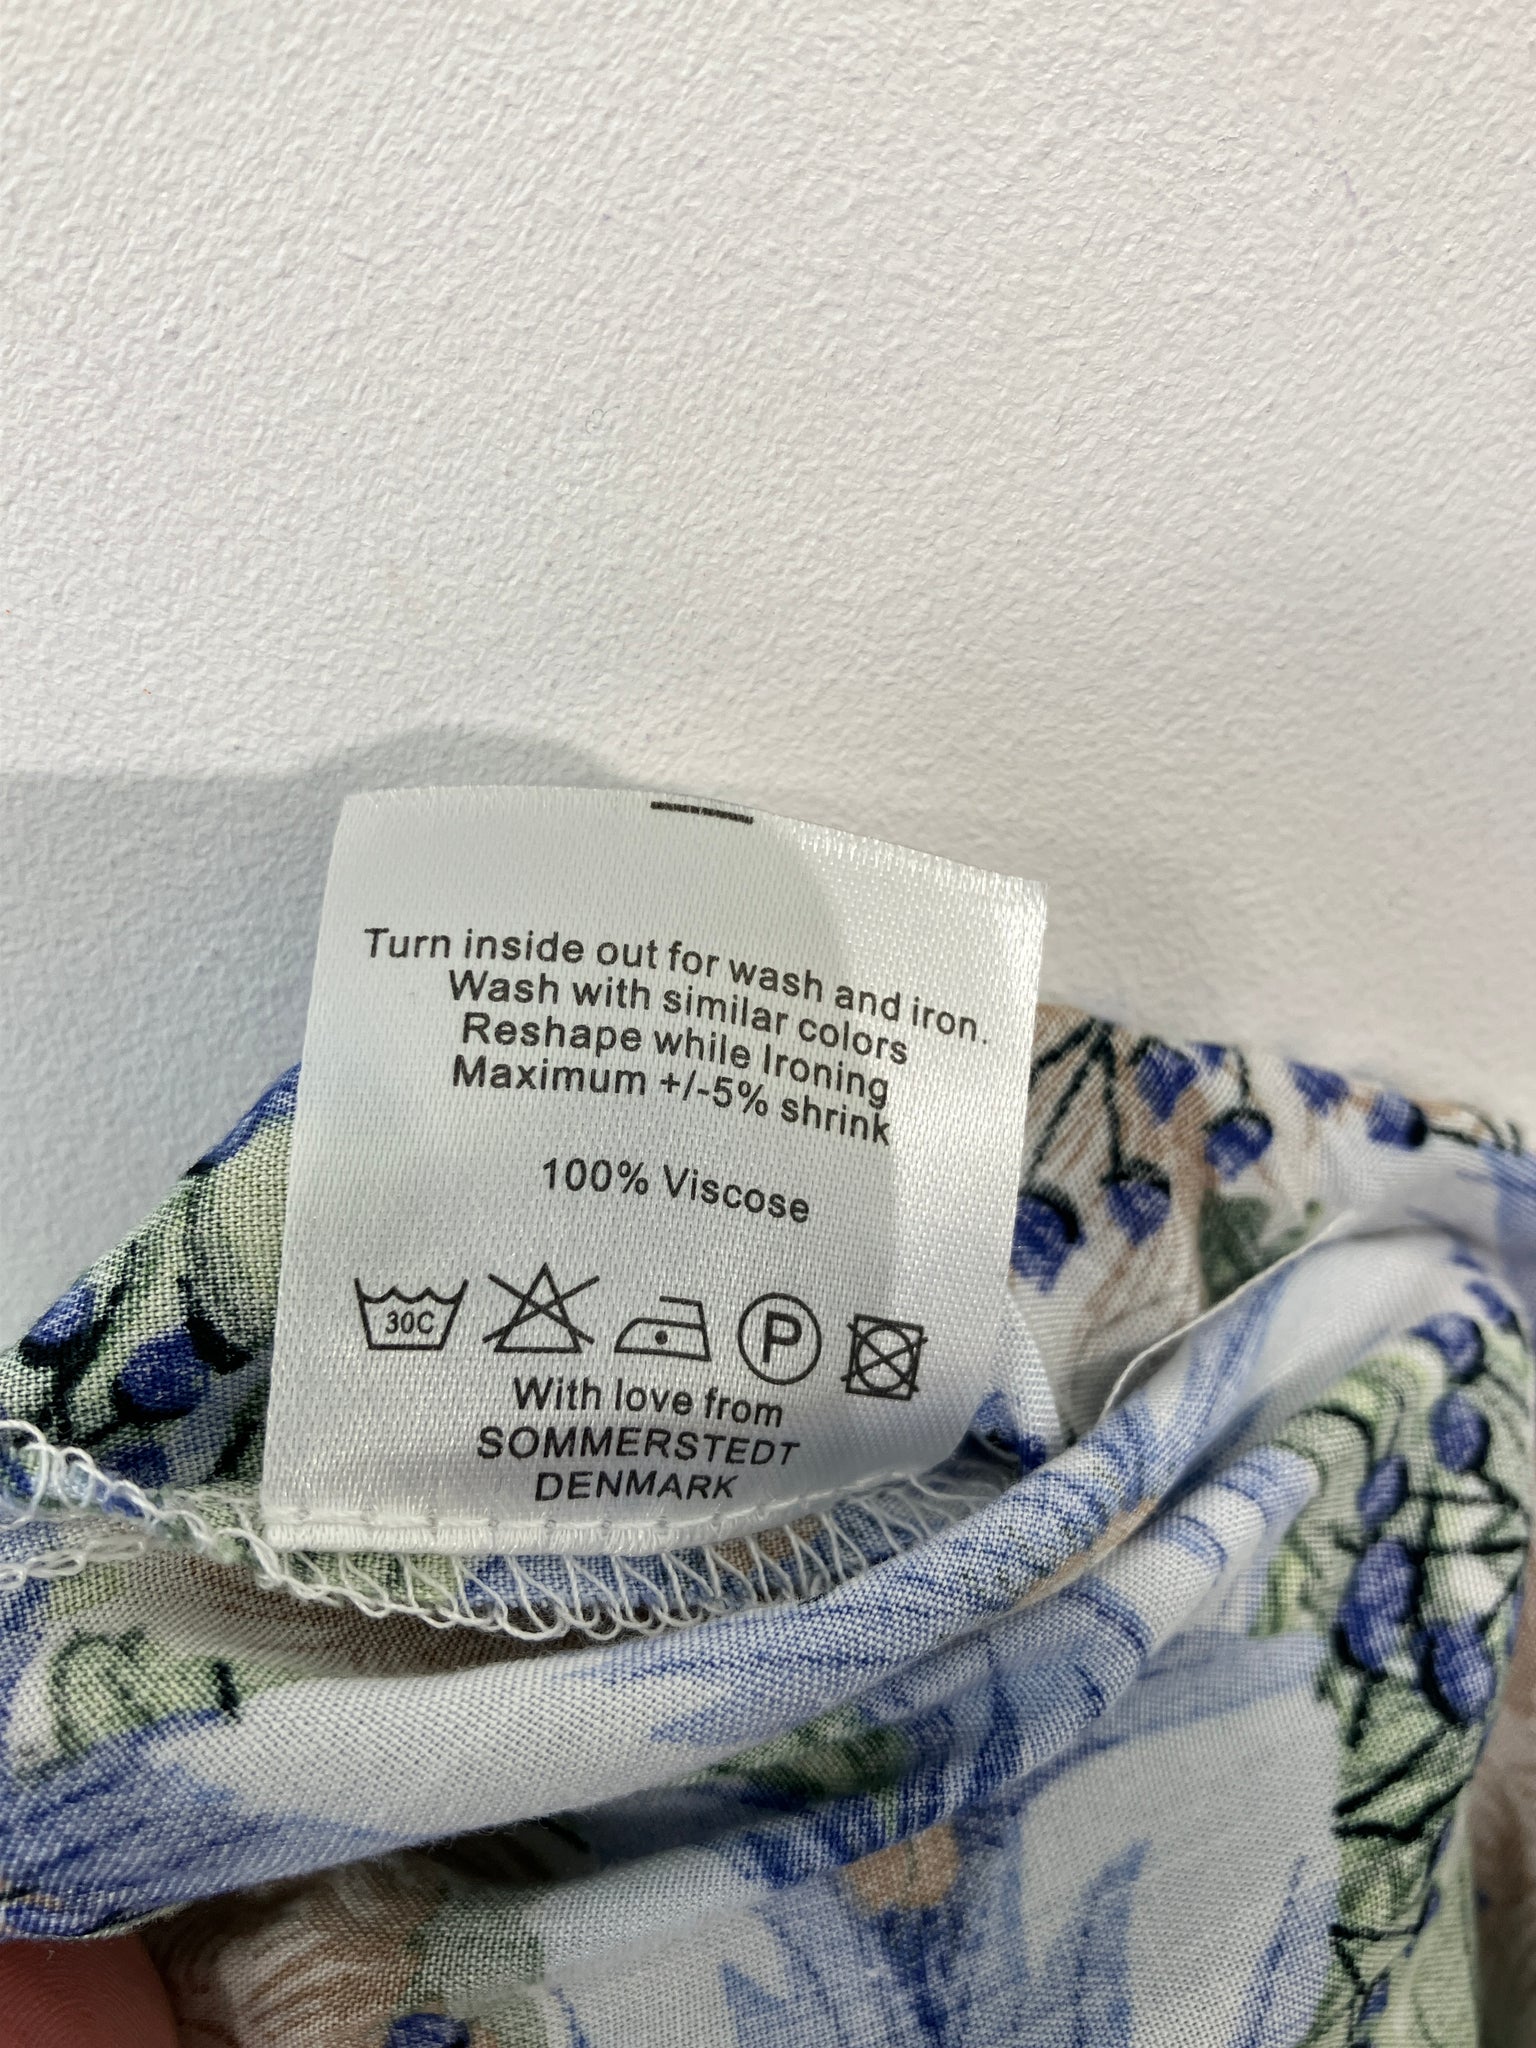 Turn inside out for wash and iron.
Wash with similar colors
Reshape while Ironing
Maximum +/-5% shrink
100% Viscose
30C P
With love from
SOMMERSTEDT
DENMARK